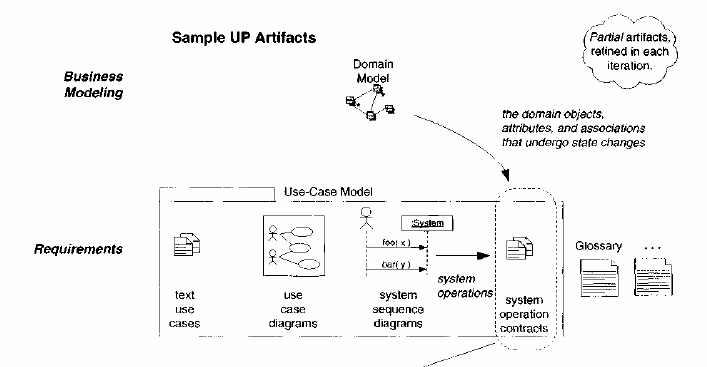 Sample UP Artifacts
Partial artifacts,
refined in each
iteration.
Business
Modeling
Domain
Model
the domain objects,
attributes, and associations
that undergo state changes
Use-Case Model
Requirements
: System
foo( x )
bar( y )
system
operations
text
use
cases
use
case
diagrams
system
sequence
diagrams
system
operation
contracts
Glossary
. . .